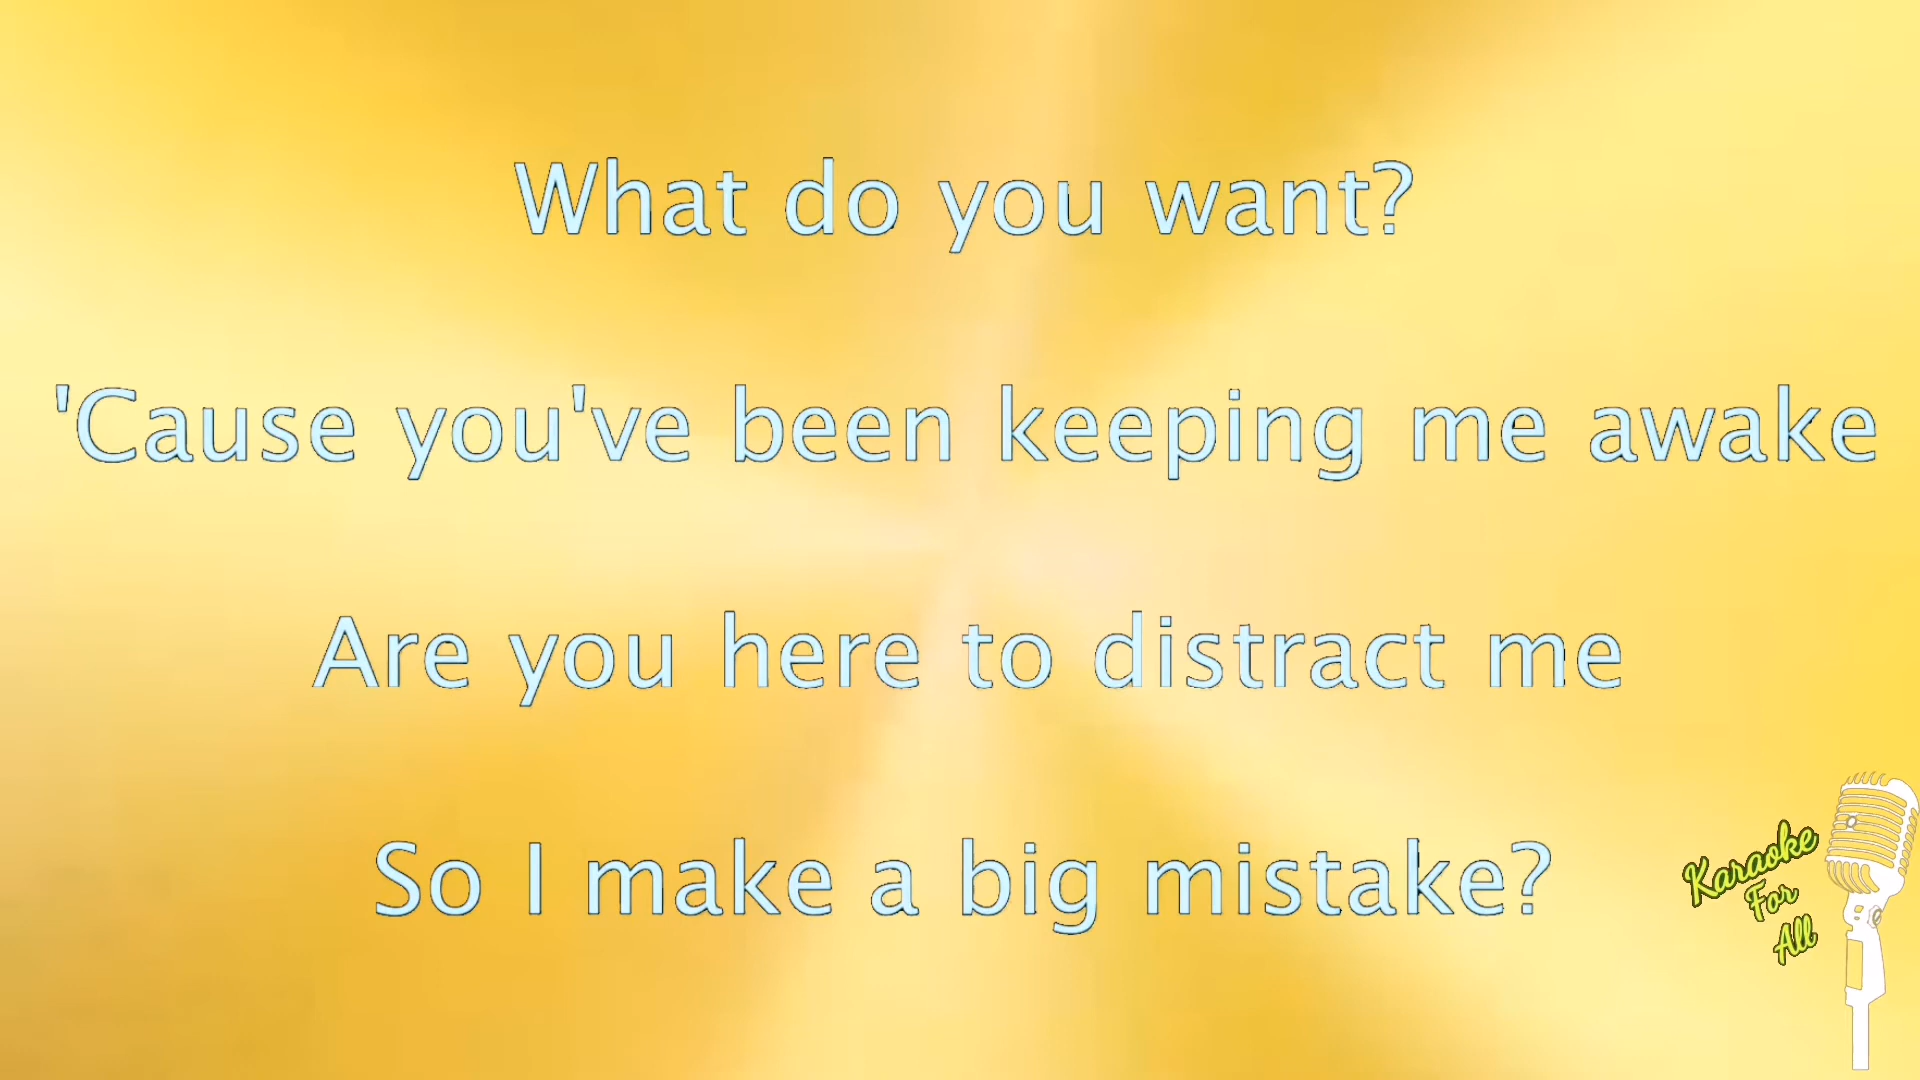 What do you want?
'Cause you've been keeping me awake
Are you here to distract me
So I make a big mistake?
Karaoke
For
All